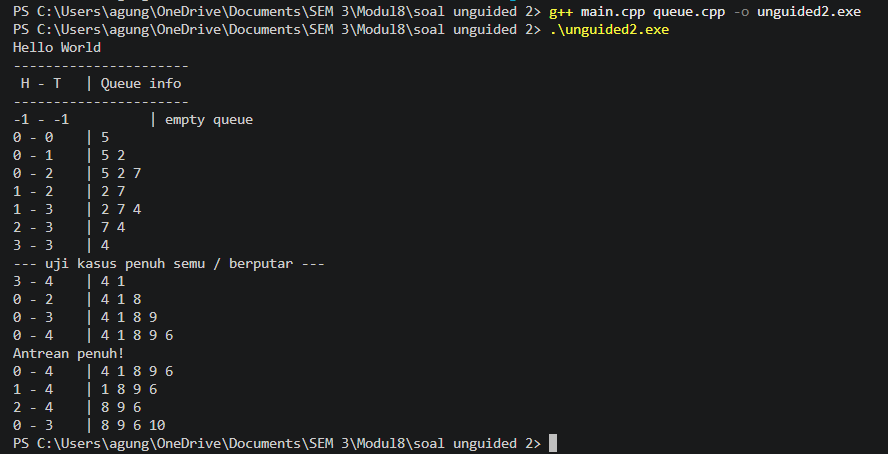 PS C:\Users\agung\OneDrive\Documents\SEM 3\Modul8\soal unguided 2> g++ main.cpp queue.cpp -o unguided2.exe
PS C:\Users\agung\OneDrive\Documents\SEM 3\Modul8\soal unguided 2> .\unguided2.exe
Hello World
----------------------
 H - T   | Queue info
----------------------
-1 - -1          | empty queue
0 - 0    | 5
0 - 1    | 5 2
0 - 2    | 5 2 7
1 - 2    | 2 7
1 - 3    | 2 7 4
2 - 3    | 7 4
3 - 3    | 4
--- uji kasus penuh semu / berputar ---
3 - 4    | 4 1
0 - 2    | 4 1 8
0 - 3    | 4 1 8 9
0 - 4    | 4 1 8 9 6
Antrean penuh!
0 - 4    | 4 1 8 9 6
1 - 4    | 1 8 9 6
2 - 4    | 8 9 6
0 - 3    | 8 9 6 10
PS C:\Users\agung\OneDrive\Documents\SEM 3\Modul8\soal unguided 2>